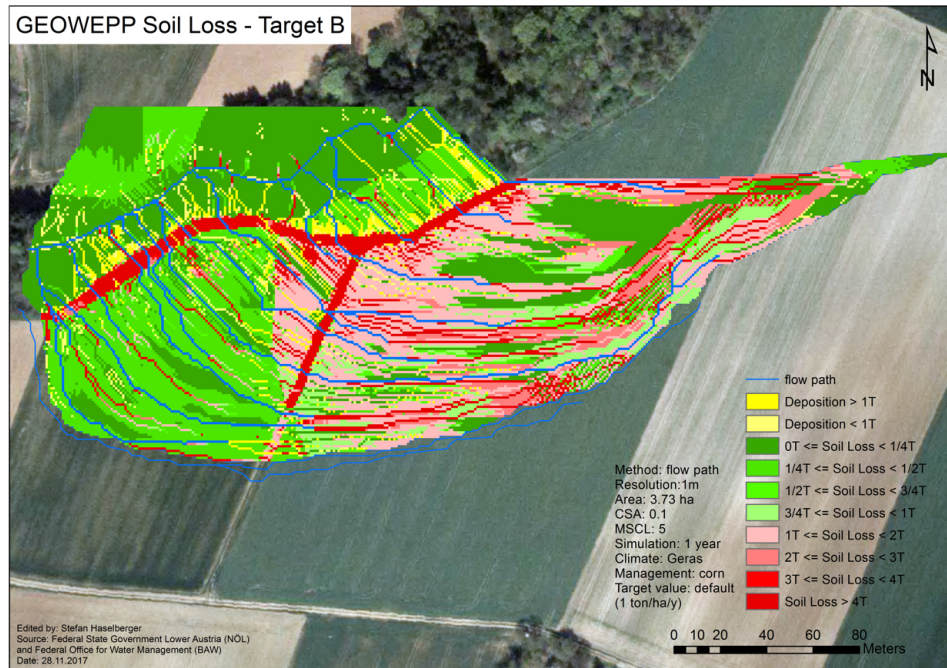 GEOWEPP Soil Loss - Target B
N
flow path
Deposition > 1T
Deposition < 1T
0T <= Soil Loss < 1/4T
1/4T <= Soil Loss < 1/2T
1/2T <= Soil Loss < 3/4T
3/4T <= Soil Loss < 1T
1T <= Soil Loss < 2T
2T <= Soil Loss < 3T
3T <= Soil Loss < 4T
Soil Loss > 4T
Method: flow path
Resolution:1m
Area: 3.73 ha
CSA: 0.1
MSCL: 5
Simulation: 1 year
Climate: Geras
Management: corn
Target value: default
(1 ton/ha/y)
0 10 20 40 60 80
Meters
Edited by: Stefan Haselberger
Source: Federal State Government Lower Austria (NÖL)
and Federal Office for Water Management (BAW)
Date: 28.11.2017